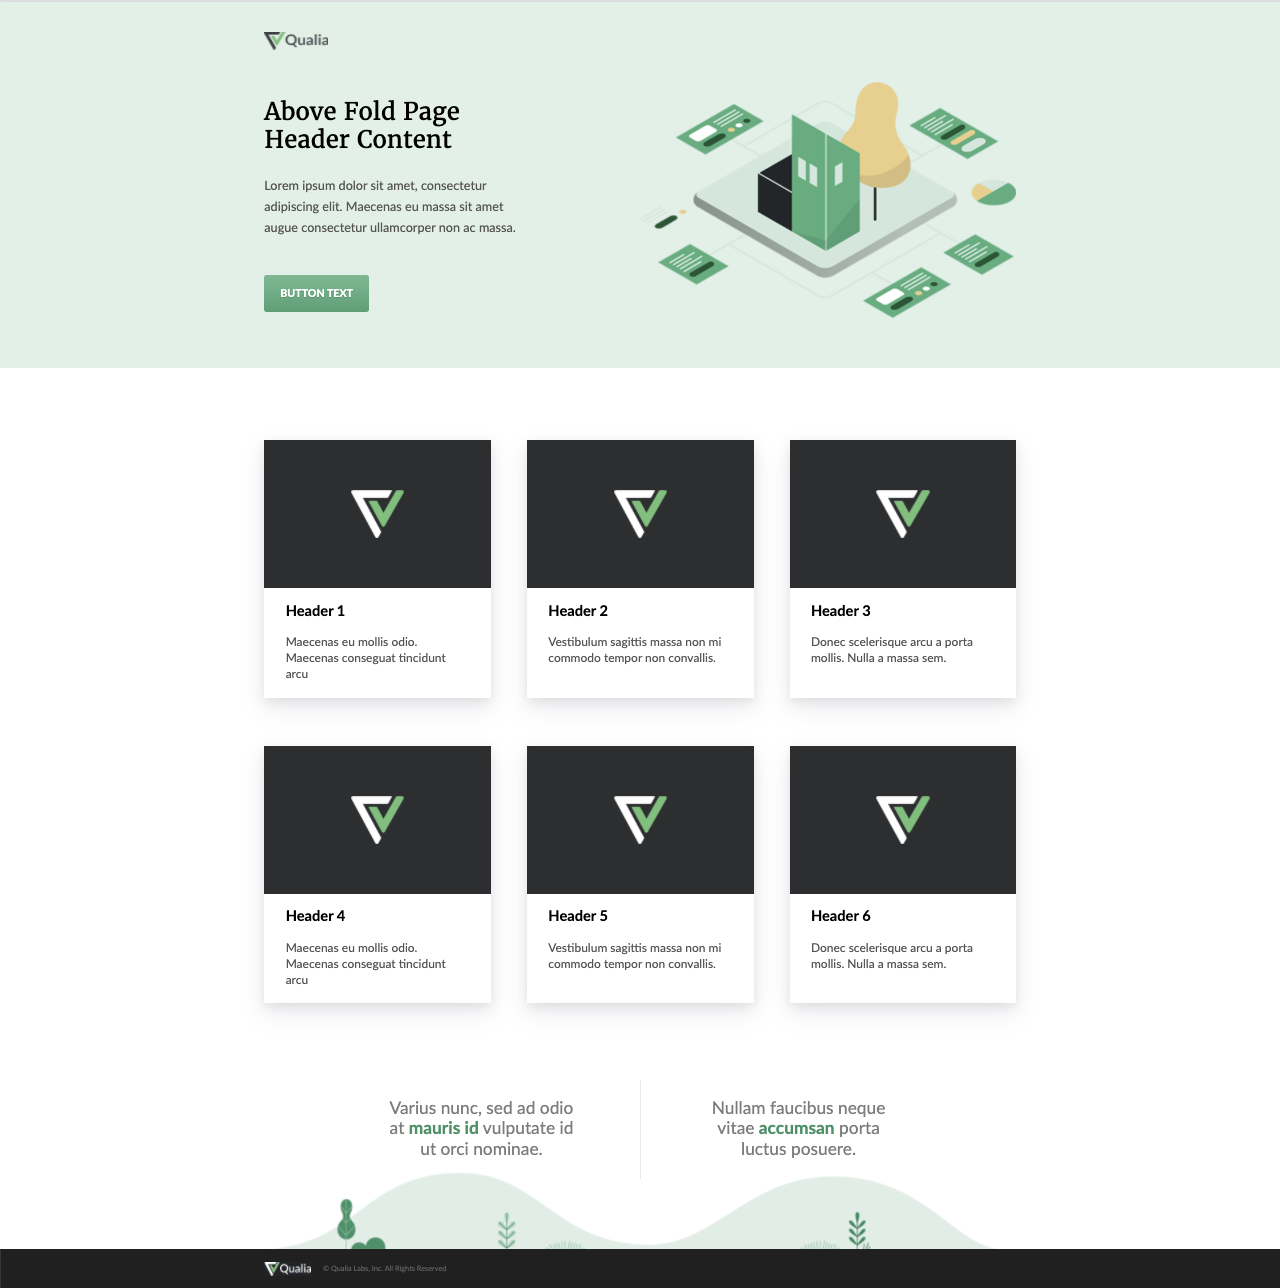 Qualia
Above Fold Page
Header Content
Lorem ipsum dolor sit amet, consectetur
adipiscing elit. Maecenas eu massa sit amet
augue consectetur ullamcorper non ac massa.
BUTTON TEXT
Header 1
Maecenas eu mollis odio.
Maecenas conseguat tincidunt
arcu
Header 2
Vestibulum sagittis massa non mi
commodo tempor non convallis.
Header 3
Donec scelerisque arcu a porta
mollis. Nulla a massa sem.
Header 4
Maecenas eu mollis odio.
Maecenas conseguat tincidunt
arcu
Header 5
Vestibulum sagittis massa non mi
commodo tempor non convallis.
Header 6
Donec scelerisque arcu a porta
mollis. Nulla a massa sem.
Varius nunc, sed ad odio
at mauris id vulputate id
ut orci nominae.
Nullam faucibus neque
vitae accumsan porta
luctus posuere.
Qualia
© Qualia Labs, Inc. All Rights Reserved